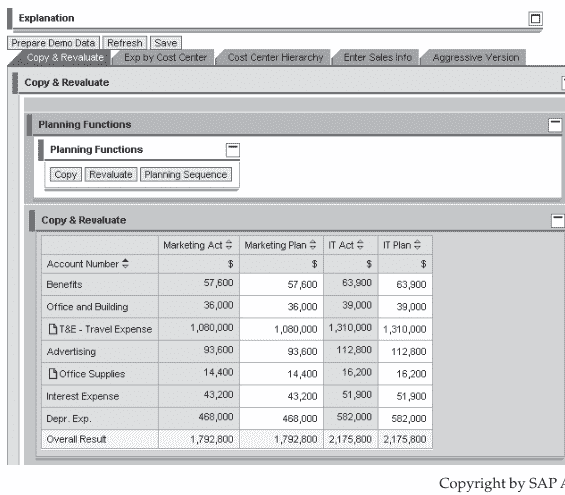 Explanation
Prepare Demo Data Refresh Save
Copy & Revaluate Exp by Cost Center Cost Center Hierarchy Enter Sales Info Aggressive Version
Copy & Revaluate
Planning Functions
Planning Functions
Copy Revaluate Planning Sequence
Copy & Revaluate
Marketing Act Marketing Plan IT Act IT Plan
Account Number $ $ $ $
Benefits 57,600 57,600 63,900 63,900
Office and Building 36,000 36,000 39,000 39,000
T&E - Travel Expense 1,080,000 1,080,000 1,310,000 1,310,000
Advertising 93,600 93,600 112,800 112,800
Office Supplies 14,400 14,400 16,200 16,200
Interest Expense 43,200 43,200 51,900 51,900
Depr. Exp. 468,000 468,000 582,000 582,000
Overall Result 1,792,800 1,792,800 2,175,800 2,175,800
Copyright by SAP A